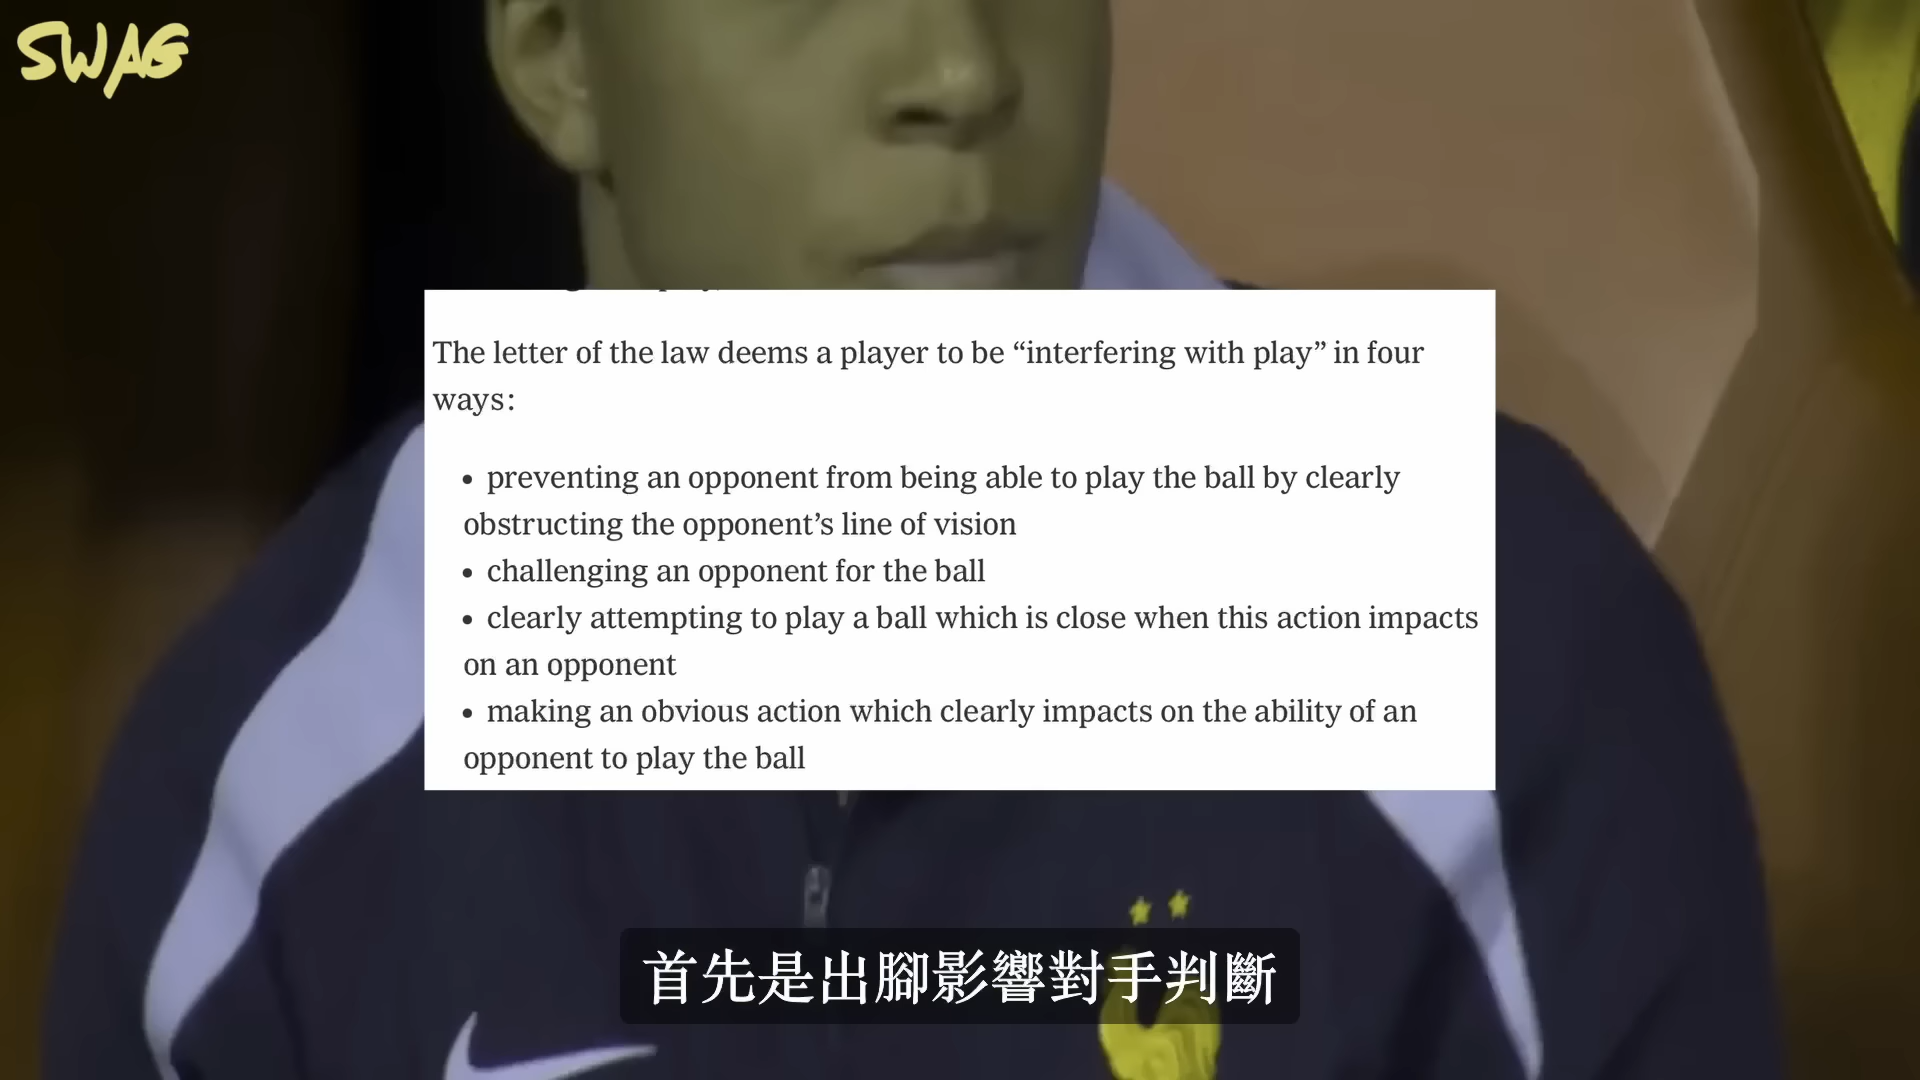 SWAG
The letter of the law deems a player to be “interfering with play” in four
ways:
• preventing an opponent from being able to play the ball by clearly
obstructing the opponent’s line of vision
• challenging an opponent for the ball
• clearly attempting to play a ball which is close when this action impacts
on an opponent
• making an obvious action which clearly impacts on the ability of an
opponent to play the ball
首先是出腳影響對手判斷